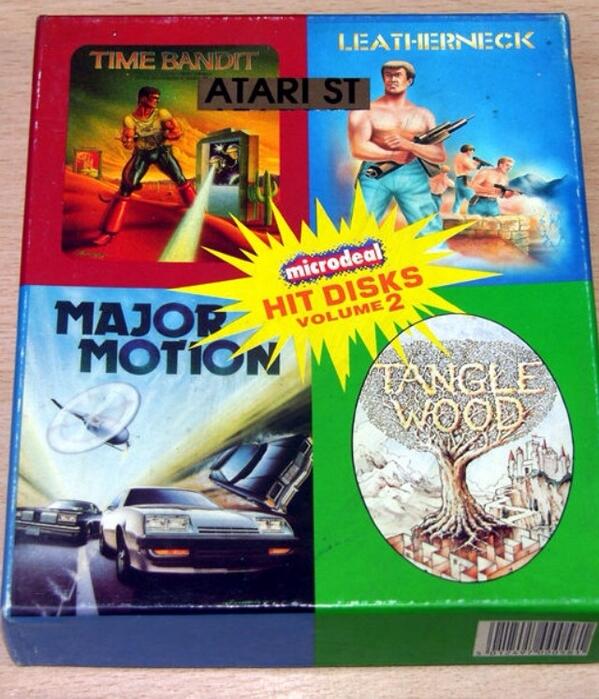 TIME BANDIT
LEATHERNECK
ATARI ST
microdeal
HIT DISKS
VOLUME 2
MAJOR
MOTION
TANGLE
WOOD